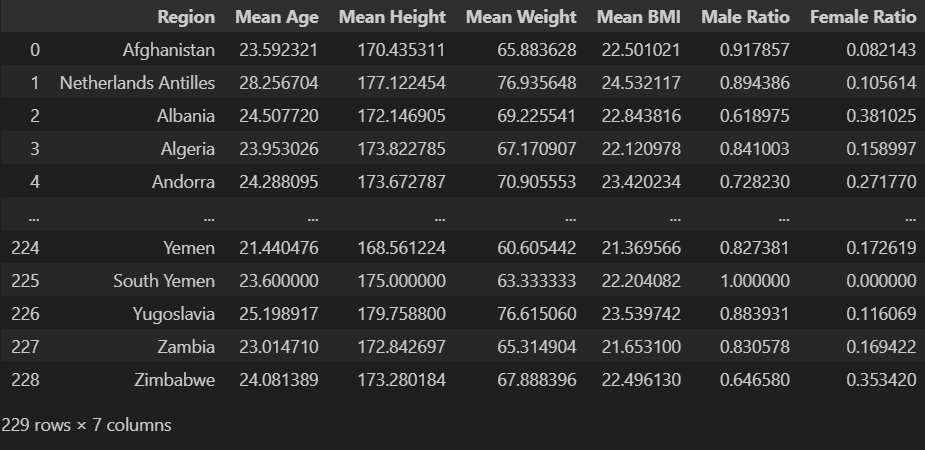 Region Mean Age Mean Height Mean Weight Mean BMI Male Ratio Female Ratio
0 Afghanistan 23.592321 170.435311 65.883628 22.501021 0.917857 0.082143
1 Netherlands Antilles 28.256704 177.122454 76.935648 24.532117 0.894386 0.105614
2 Albania 24.507720 172.146905 69.225541 22.843816 0.618975 0.381025
3 Algeria 23.953026 173.822785 67.170907 22.120978 0.841003 0.158997
4 Andorra 24.288095 173.672787 70.905553 23.420234 0.728230 0.271770
... ... ... ... ... ... ... ...
224 Yemen 21.440476 168.561224 60.605442 21.369566 0.827381 0.172619
225 South Yemen 23.600000 175.000000 63.333333 22.204082 1.000000 0.000000
226 Yugoslavia 25.198917 179.758800 76.615060 23.539742 0.883931 0.116069
227 Zambia 23.014710 172.842697 65.314904 21.653100 0.830578 0.169422
228 Zimbabwe 24.081389 173.280184 67.888396 22.496130 0.646580 0.353420
229 rows × 7 columns